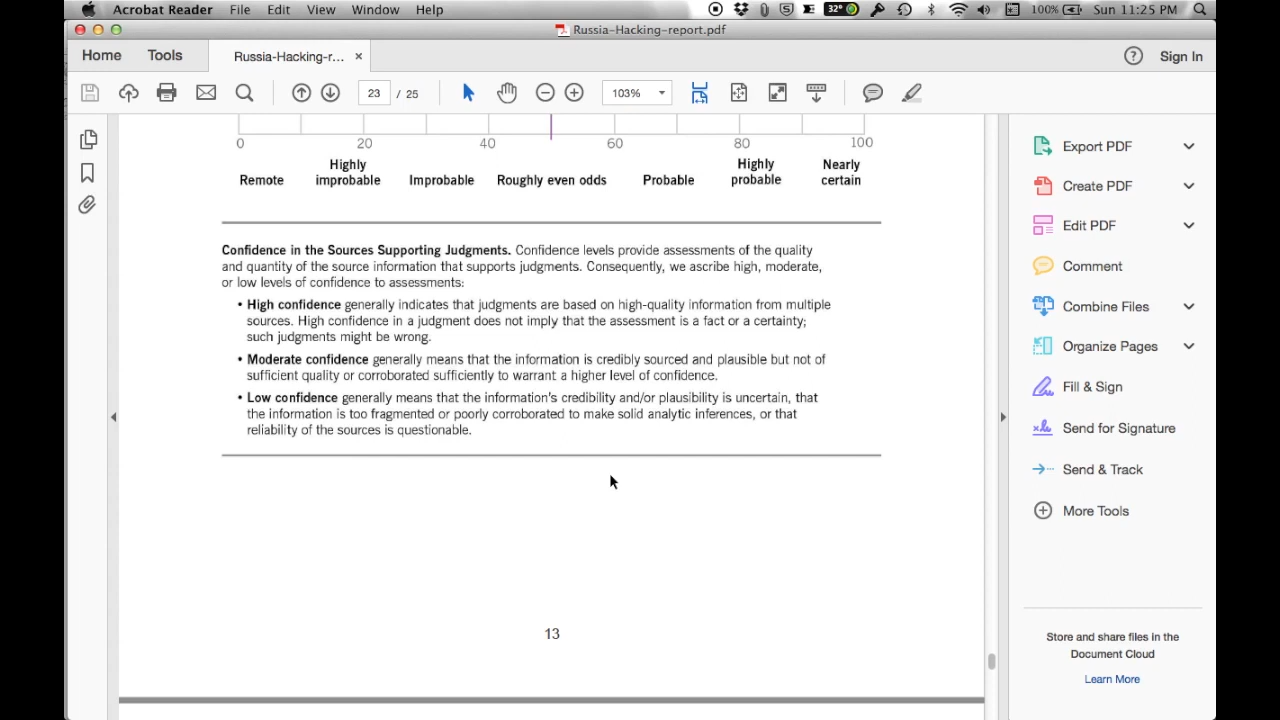 Acrobat Reader File Edit View Window Help 32° 100% Sun 11:25 PM
Russia-Hacking-report.pdf
Home Tools Russia-Hacking-r... × ? Sign In
23 / 25 103%
0 20 40 60 80 100
Highly Highly Nearly
Remote improbable Improbable Roughly even odds Probable probable certain
Confidence in the Sources Supporting Judgments. Confidence levels provide assessments of the quality
and quantity of the source information that supports judgments. Consequently, we ascribe high, moderate,
or low levels of confidence to assessments:
• High confidence generally indicates that judgments are based on high-quality information from multiple
sources. High confidence in a judgment does not imply that the assessment is a fact or a certainty;
such judgments might be wrong.
• Moderate confidence generally means that the information is credibly sourced and plausible but not of
sufficient quality or corroborated sufficiently to warrant a higher level of confidence.
• Low confidence generally means that the information's credibility and/or plausibility is uncertain, that
the information is too fragmented or poorly corroborated to make solid analytic inferences, or that
reliability of the sources is questionable.
13
Export PDF
Create PDF
Edit PDF
Comment
Combine Files
Organize Pages
Fill & Sign
Send for Signature
Send & Track
More Tools
Store and share files in the
Document Cloud
Learn More